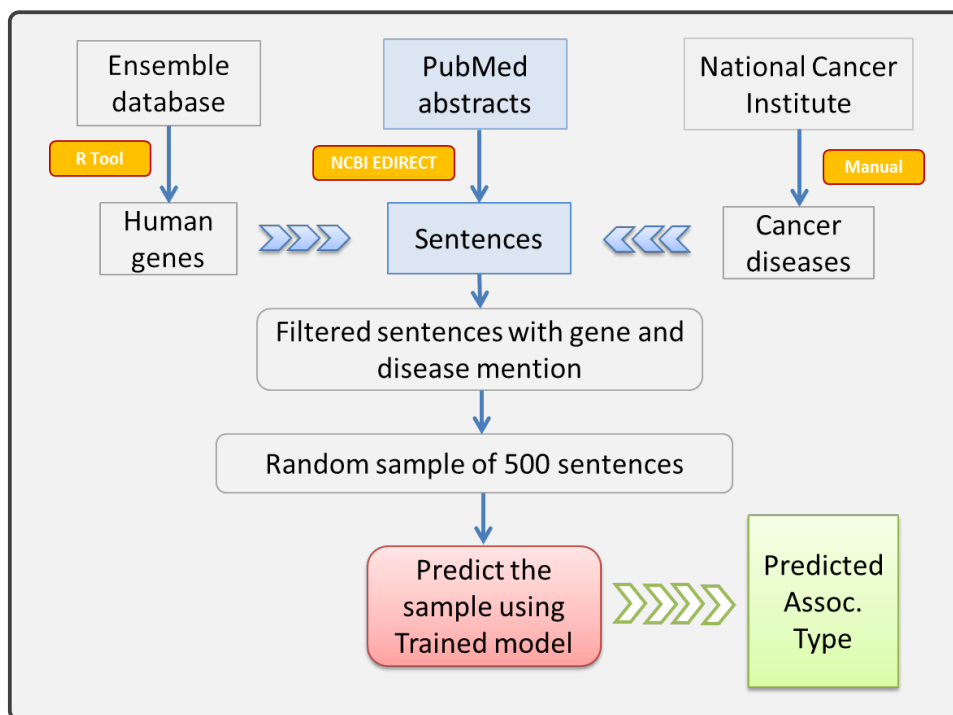 Ensemble
database
PubMed
abstracts
National Cancer
Institute
R Tool
NCBI EDIRECT
Manual
Human
genes
Sentences
Cancer
diseases
Filtered sentences with gene and
disease mention
Random sample of 500 sentences
Predict the
sample using
Trained model
Predicted
Assoc.
Type